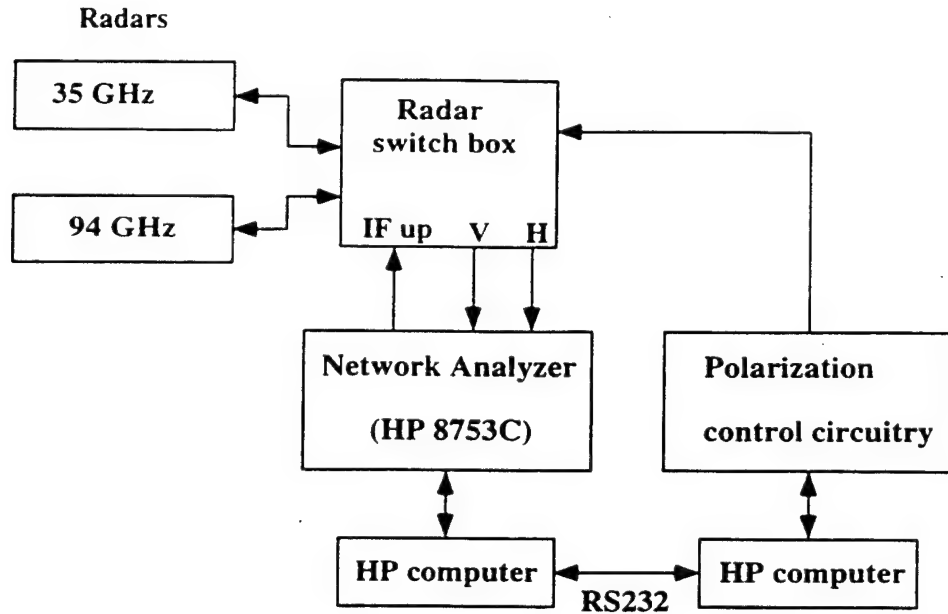 Radars
35 GHz
Radar
switch box
94 GHz
IF up V H
Network Analyzer
(HP 8753C)
Polarization
control circuitry
HP computer
RS232
HP computer